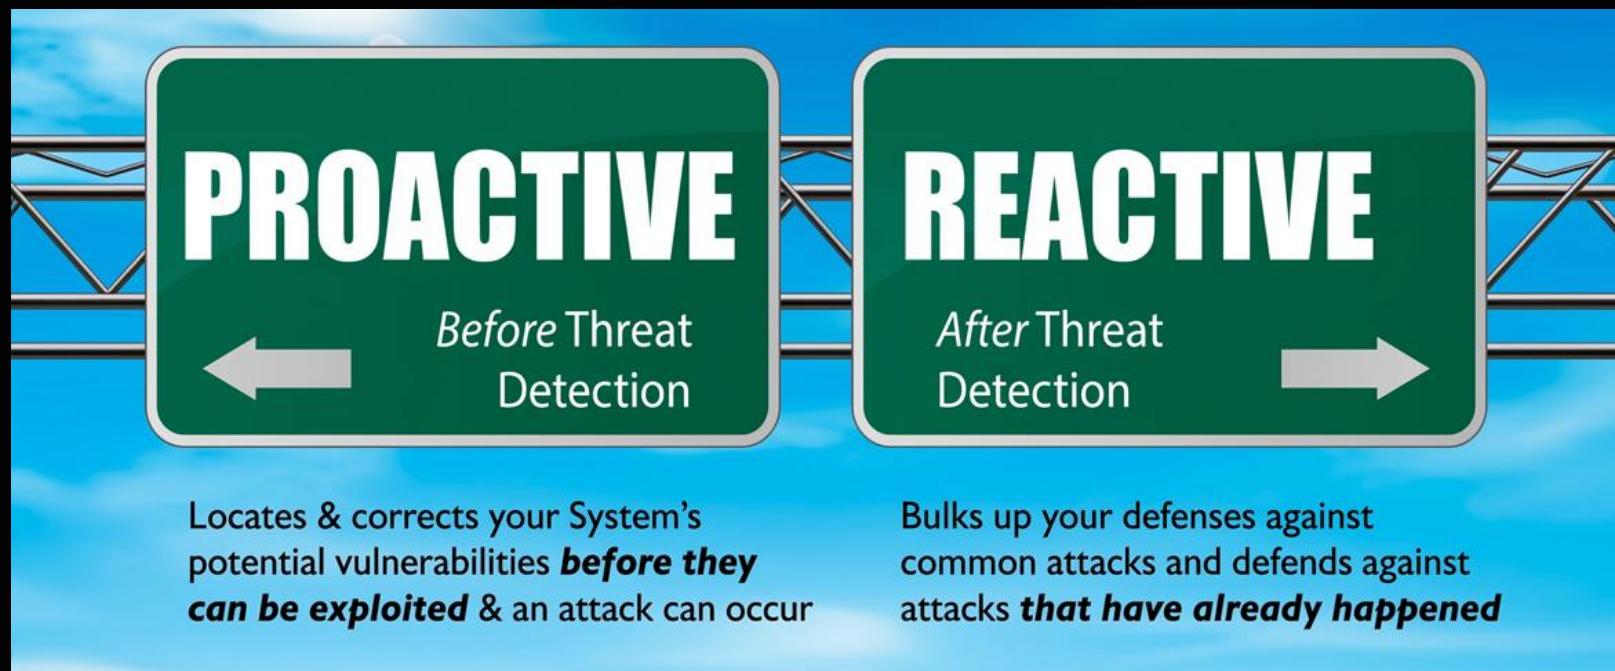 PROACTIVE
Before Threat
Detection
Locates & corrects your System's
potential vulnerabilities before they
can be exploited & an attack can occur
REACTIVE
After Threat
Detection
Bulks up your defenses against
common attacks and defends against
attacks that have already happened